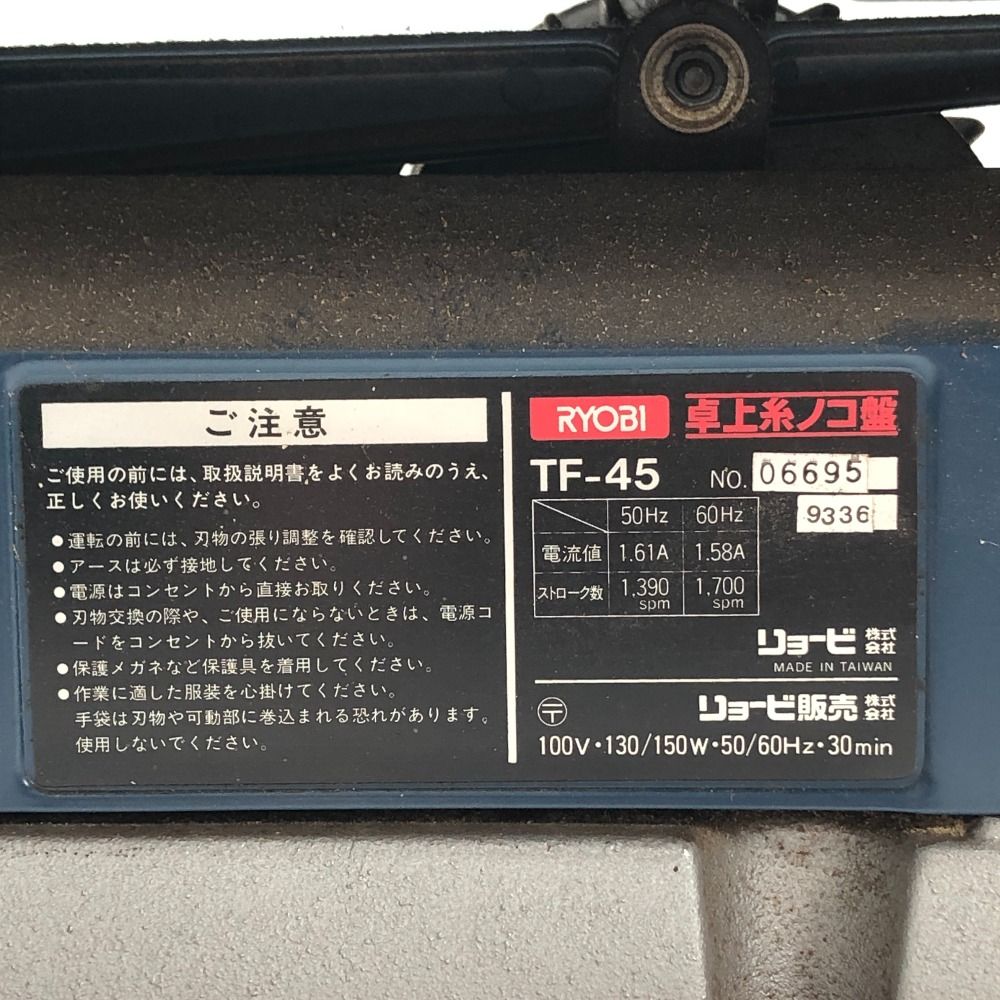 ご注意
ご使用の前には、取扱説明書をよくお読みのうえ、
正しくお使いください。
●運転の前には、刃物の張り調整を確認してください。
●アースは必ず接地してください。
●電源はコンセントから直接お取りください。
●刃物交換の際や、ご使用にならないときは、電源コ
ードをコンセントから抜いてください。
●保護メガネなど保護具を着用してください。
●作業に適した服装を心掛けてください。
手袋は刃物や可動部に巻込まれる恐れがあります。
使用しないでください。
RYOBI 卓上糸ノコ盤
TF-45 NO. 06695
9336
50Hz 60Hz
電流値 1.61A 1.58A
ストローク数 1,390 spm 1,700 spm
リョービ株式会社
MADE IN TAIWAN
〒 リョービ販売株式会社
100V・130/150W・50/60Hz・30min